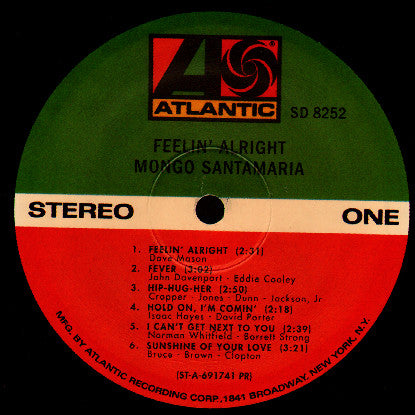 ATLANTIC
SD 8252
FEELIN' ALRIGHT
MONGO SANTAMARIA
STEREO
ONE
1. FEELIN' ALRIGHT (2:31)
Dave Mason
2. FEVER (3:02)
John Davenport - Eddie Cooley
3. HIP-HUG-HER (2:50)
Cropper - Jones - Dunn - Jackson, Jr
4. HOLD ON, I'M COMIN' (2:18)
Isaac Hayes - David Porter
5. I CAN'T GET NEXT TO YOU (2:39)
Norman Whitfield - Barrett Strong
6. SUNSHINE OF YOUR LOVE (3:21)
Bruce - Brown - Clapton
(ST-A-691741 PR)
MFG. BY ATLANTIC RECORDING CORP., 1841 BROADWAY, NEW YORK, N.Y.